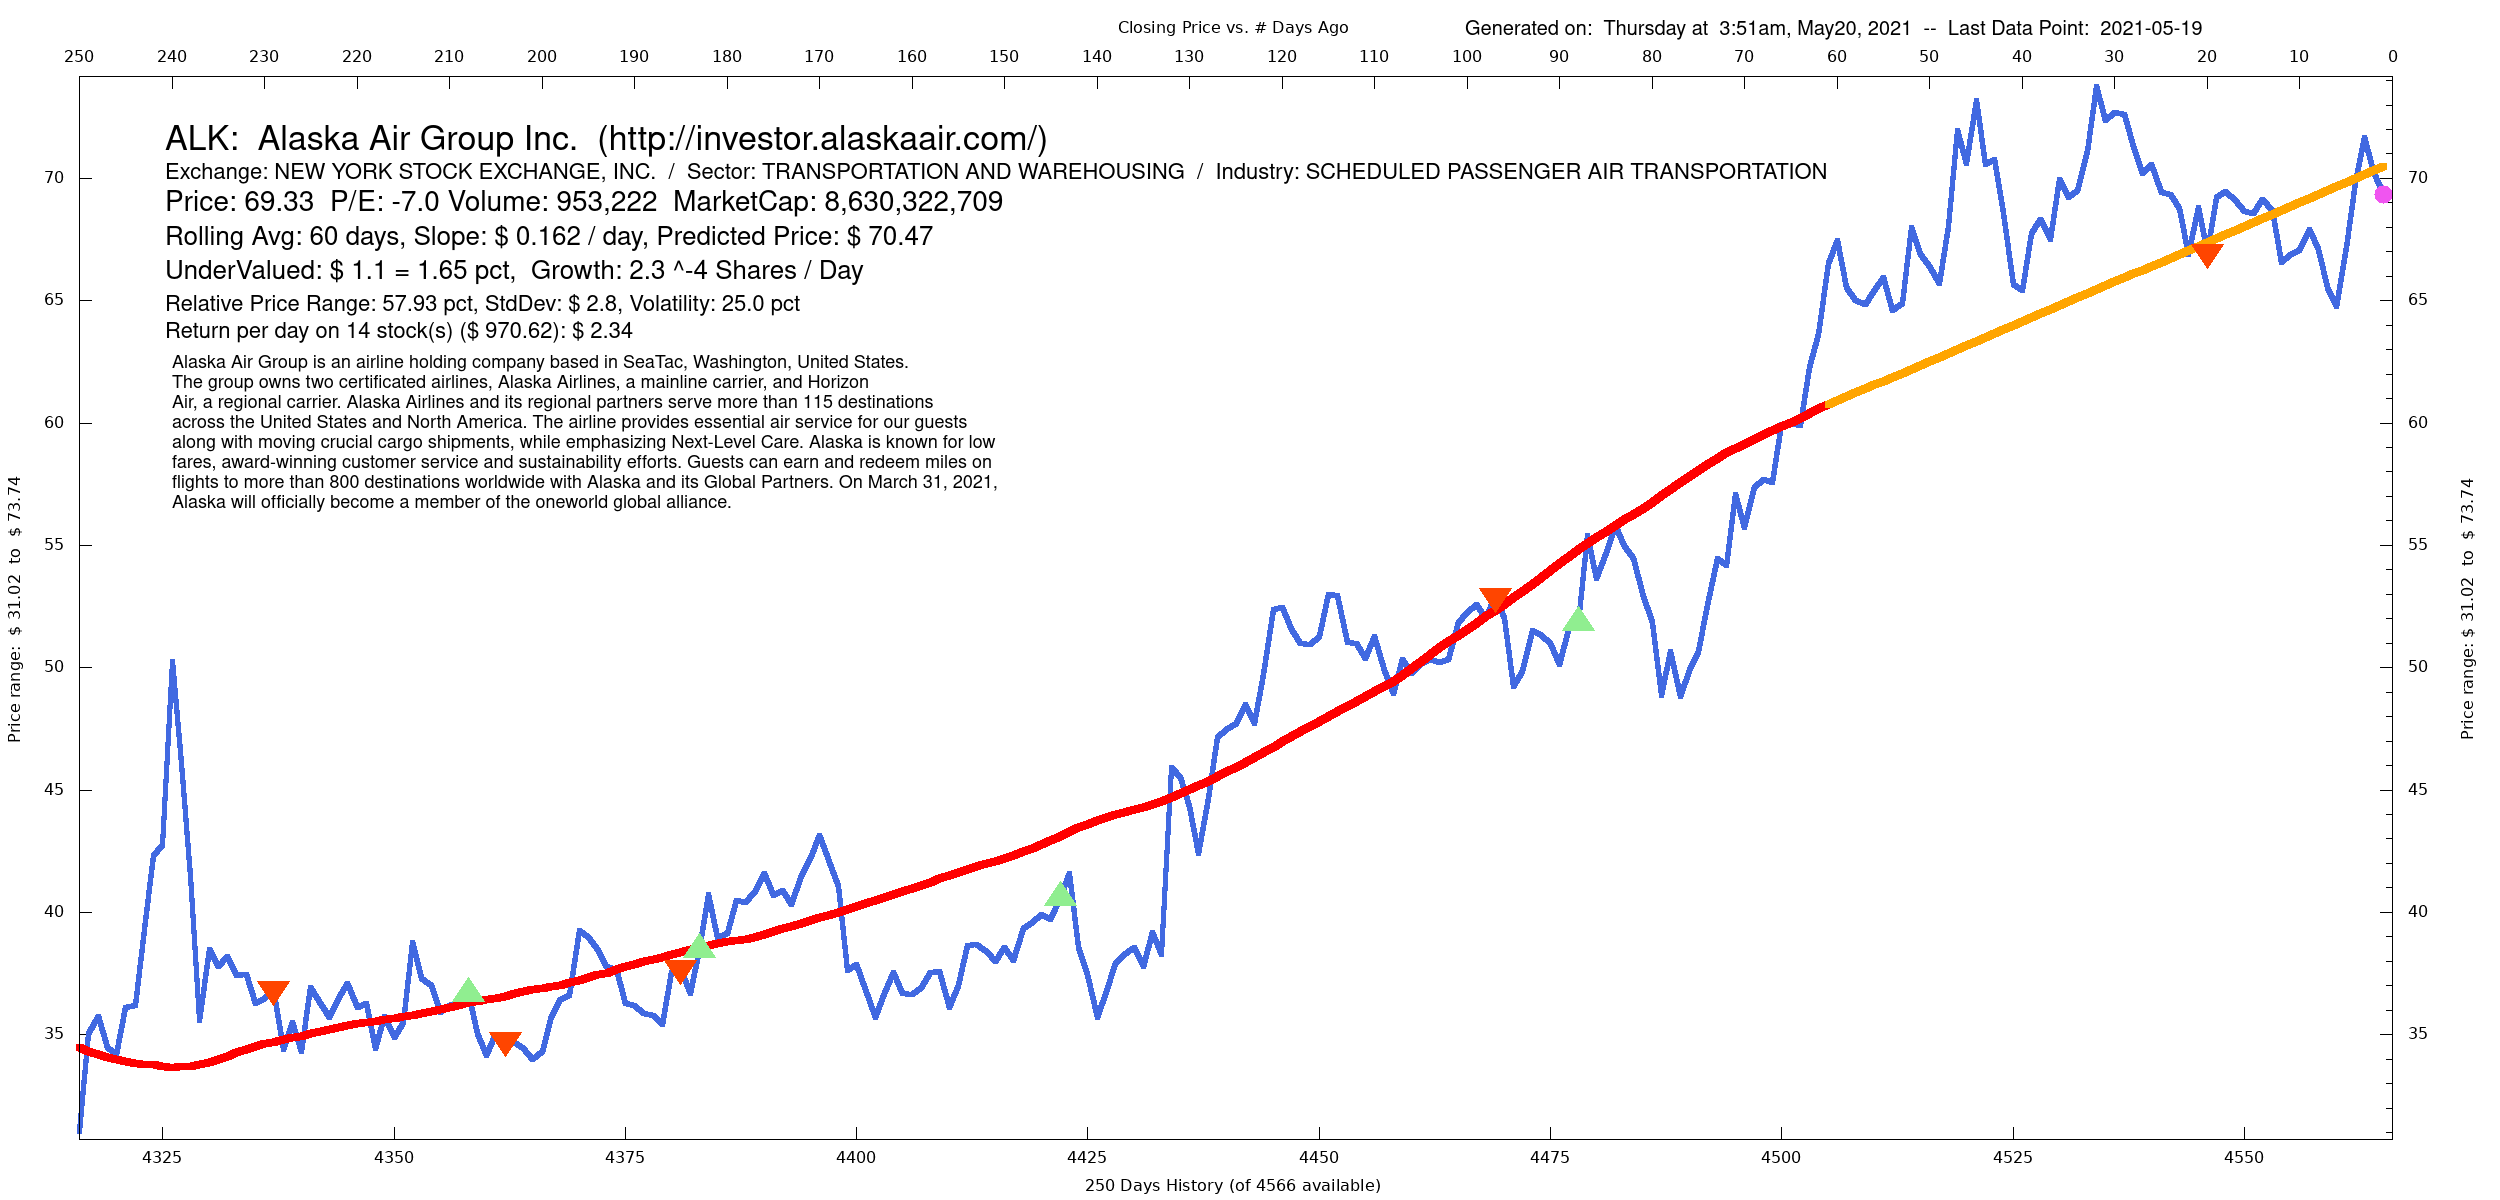 Closing Price vs. # Days Ago
Generated on:  Thursday at  3:51am, May20, 2021  --  Last Data Point:  2021-05-19
250 240 230 220 210 200 190 180 170 160 150 140 130 120 110 100 90 80 70 60 50 40 30 20 10 0
ALK:  Alaska Air Group Inc.  (http://investor.alaskaair.com/)
Exchange: NEW YORK STOCK EXCHANGE, INC.  /  Sector: TRANSPORTATION AND WAREHOUSING  /  Industry: SCHEDULED PASSENGER AIR TRANSPORTATION
Price: 69.33  P/E: -7.0 Volume: 953,222  MarketCap: 8,630,322,709
Rolling Avg: 60 days, Slope: $ 0.162 / day, Predicted Price: $ 70.47
UnderValued: $ 1.1 = 1.65 pct,  Growth: 2.3 ^-4 Shares / Day
Relative Price Range: 57.93 pct, StdDev: $ 2.8, Volatility: 25.0 pct
Return per day on 14 stock(s) ($ 970.62): $ 2.34
Alaska Air Group is an airline holding company based in SeaTac, Washington, United States.
The group owns two certificated airlines, Alaska Airlines, a mainline carrier, and Horizon
Air, a regional carrier. Alaska Airlines and its regional partners serve more than 115 destinations
across the United States and North America. The airline provides essential air service for our guests
along with moving crucial cargo shipments, while emphasizing Next-Level Care. Alaska is known for low
fares, award-winning customer service and sustainability efforts. Guests can earn and redeem miles on
flights to more than 800 destinations worldwide with Alaska and its Global Partners. On March 31, 2021,
Alaska will officially become a member of the oneworld global alliance.
70 70
65 65
60 60
55 55
50 50
45 45
40 40
35 35
Price range:  $  31.02  to  $  73.74
Price range: $  31.02  to  $  73.74
4325 4350 4375 4400 4425 4450 4475 4500 4525 4550
250 Days History (of 4566 available)